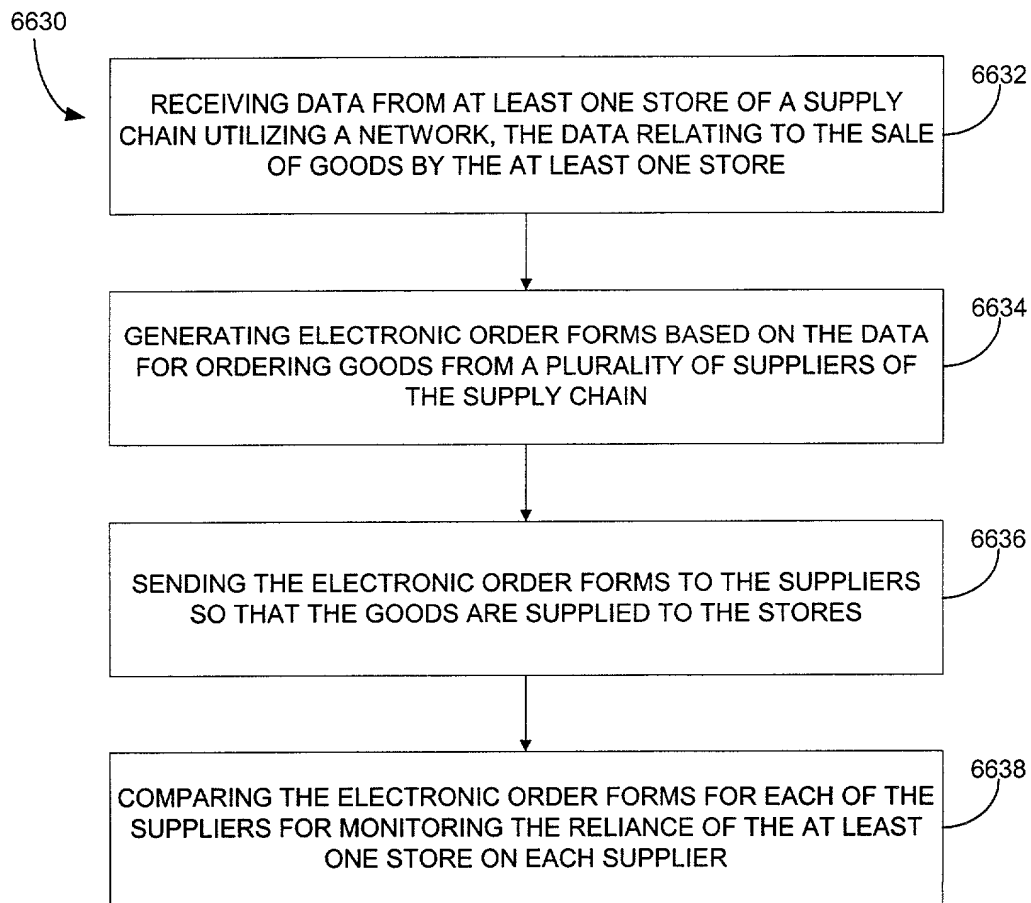 6630
6632
RECEIVING DATA FROM AT LEAST ONE STORE OF A SUPPLY
CHAIN UTILIZING A NETWORK, THE DATA RELATING TO THE SALE
OF GOODS BY THE AT LEAST ONE STORE
6634
GENERATING ELECTRONIC ORDER FORMS BASED ON THE DATA
FOR ORDERING GOODS FROM A PLURALITY OF SUPPLIERS OF
THE SUPPLY CHAIN
6636
SENDING THE ELECTRONIC ORDER FORMS TO THE SUPPLIERS
SO THAT THE GOODS ARE SUPPLIED TO THE STORES
6638
COMPARING THE ELECTRONIC ORDER FORMS FOR EACH OF THE
SUPPLIERS FOR MONITORING THE RELIANCE OF THE AT LEAST
ONE STORE ON EACH SUPPLIER